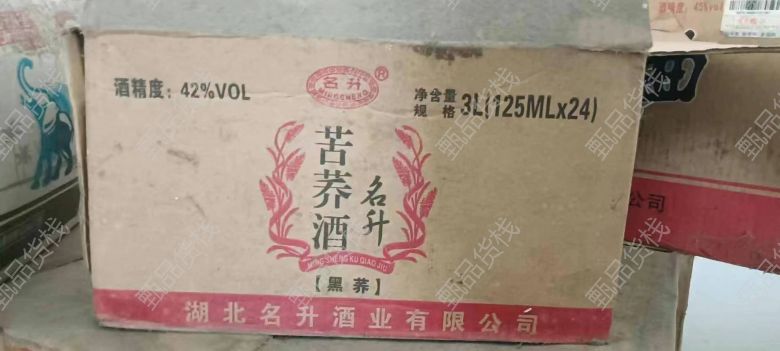 酒精度:42%VOL
名升
MINGSHENG
®
净含量
规格 3L(125MLx24)
苦荞酒
名升
MING SHENG KU QIAO JIU
【黑荞】
湖北名升酒业有限公司
公司
甄品货栈